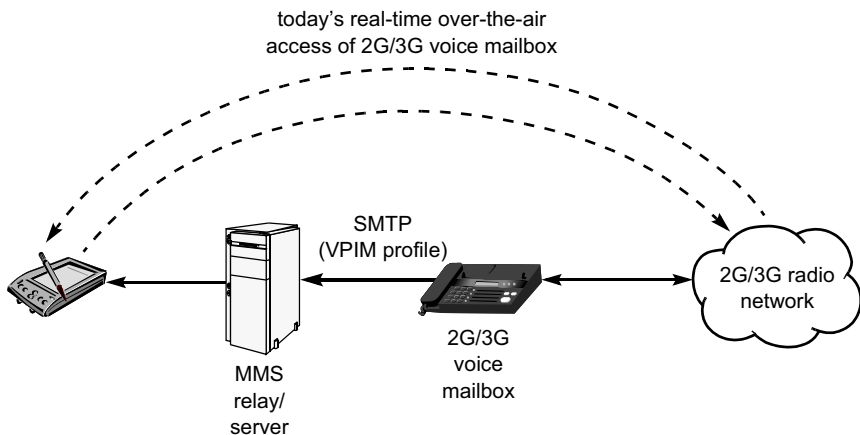 today's real-time over-the-air
access of 2G/3G voice mailbox
SMTP
(VPIM profile)
2G/3G radio
network
2G/3G
voice
mailbox
MMS
relay/
server